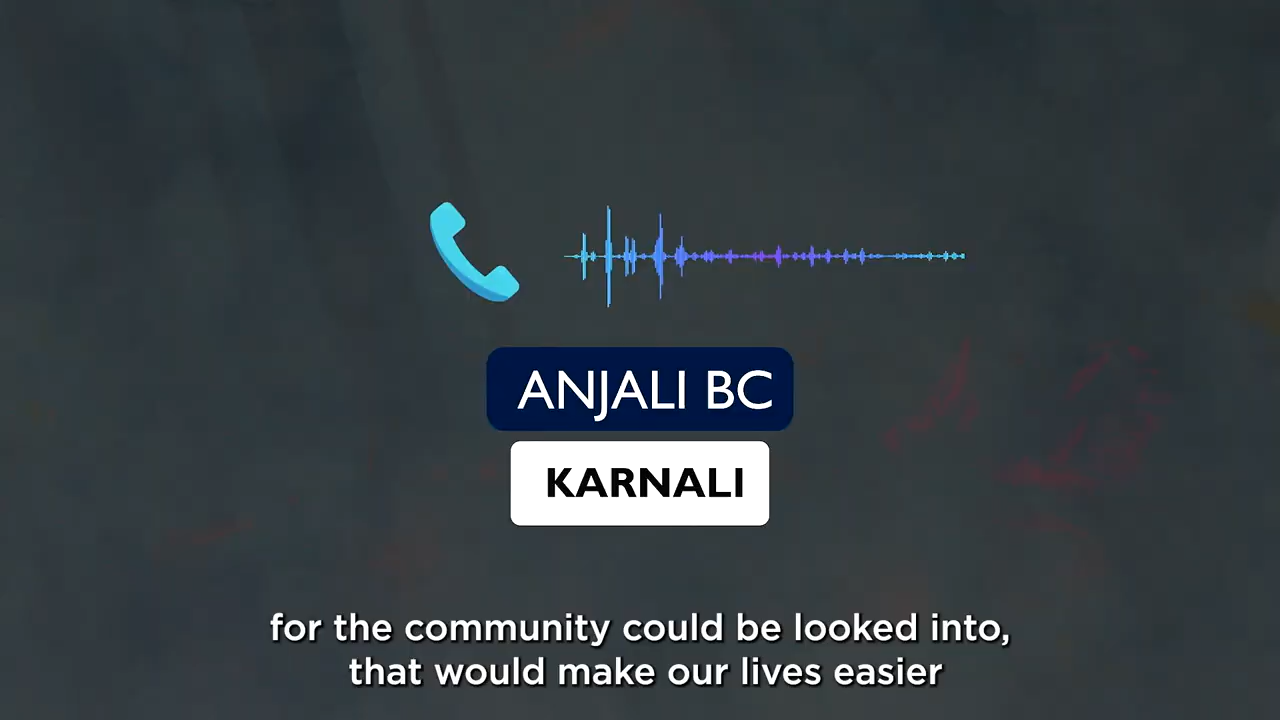 ANJALI BC
KARNALI
for the community could be looked into,
that would make our lives easier